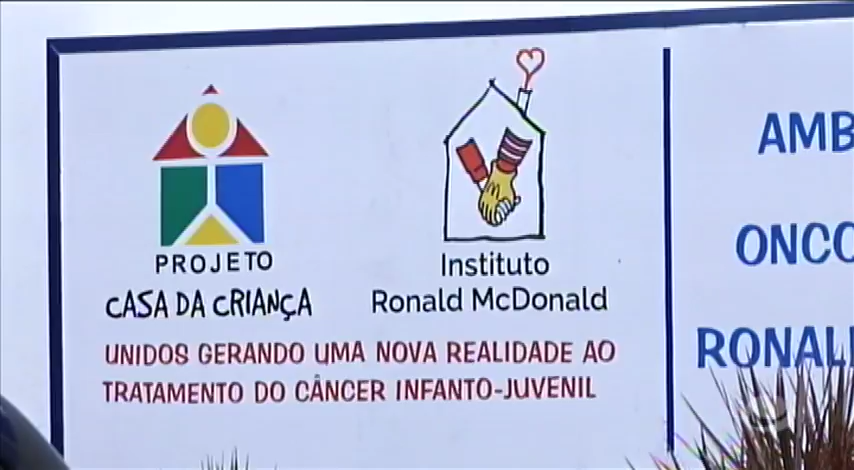 PROJETO
CASA DA CRIANÇA
Instituto
Ronald McDonald
UNIDOS GERANDO UMA NOVA REALIDADE AO
TRATAMENTO DO CÂNCER INFANTO-JUVENIL
AMB
ONCO
RONAL